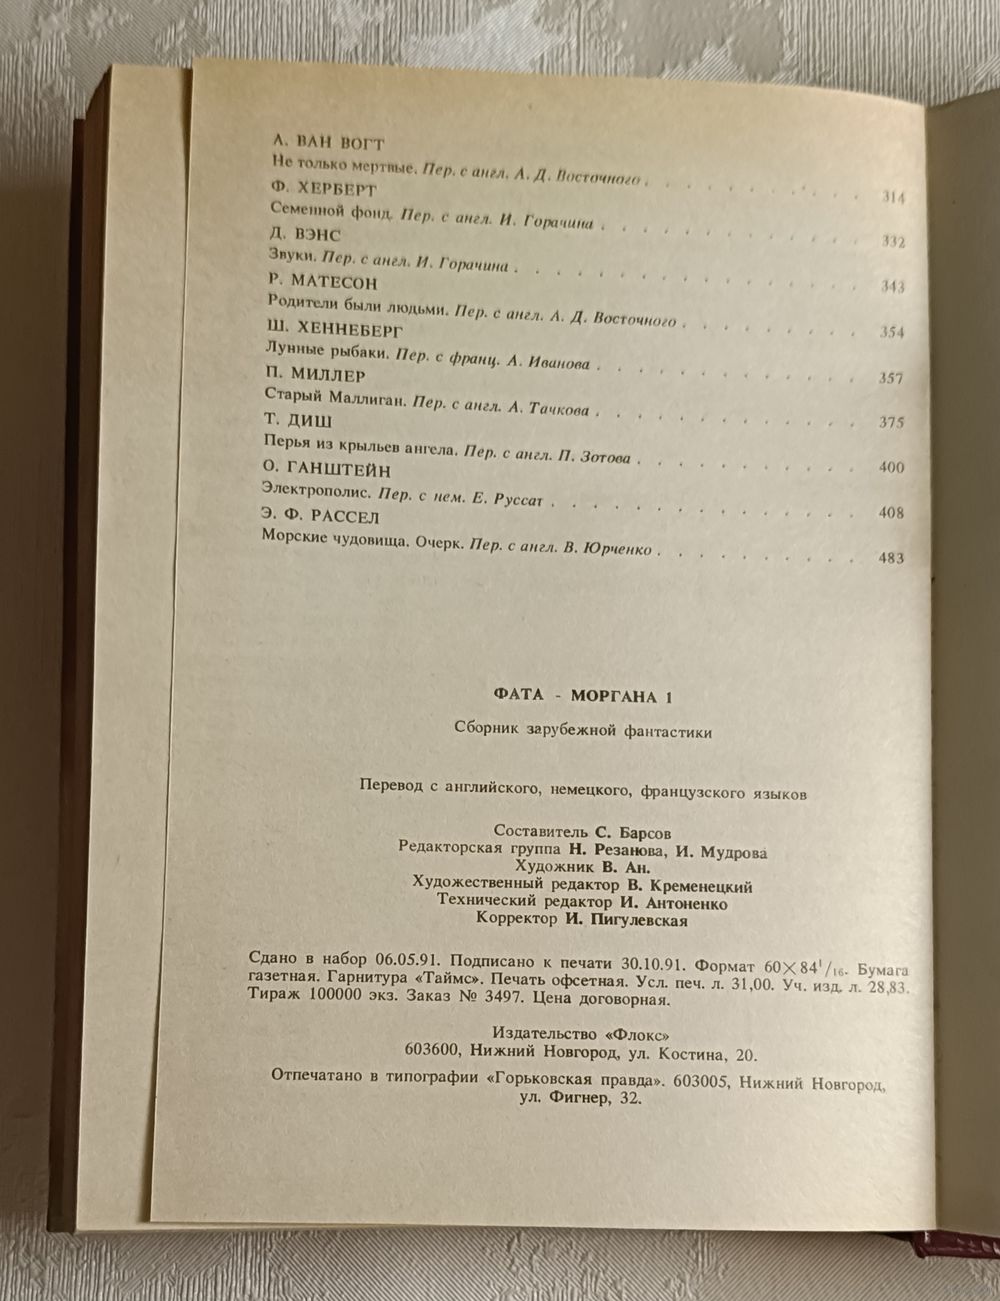 А. ВАН ВОГТ
Не только мертвые. Пер. с англ. А. Д. Восточного . . . . . . . . . 314
Ф. ХЕРБЕРТ
Семенной фонд. Пер. с англ. И. Горачина . . . . . . . . . . . . 332
Д. ВЭНС
Звуки. Пер. с англ. И. Горачина . . . . . . . . . . . . . . . . 343
Р. МАТЕСОН
Родители были людьми. Пер. с англ. А. Д. Восточного . . . . . . . . 354
Ш. ХЕННЕБЕРГ
Лунные рыбаки. Пер. с франц. А. Иванова . . . . . . . . . . . . 357
П. МИЛЛЕР
Старый Маллиган. Пер. с англ. А. Тачкова . . . . . . . . . . . . 375
Т. ДИШ
Перья из крыльев ангела. Пер. с англ. П. Зотова . . . . . . . . . . 400
О. ГАНШТЕЙН
Электрополис. Пер. с нем. Е. Руссат . . . . . . . . . . . . . . 408
Э. Ф. РАССЕЛ
Морские чудовища. Очерк. Пер. с англ. В. Юрченко . . . . . . . . . 483
ФАТА - МОРГАНА 1
Сборник зарубежной фантастики
Перевод с английского, немецкого, французского языков
Составитель С. Барсов
Редакторская группа Н. Резанова, И. Мудрова
Художник В. Ан.
Художественный редактор В. Кременецкий
Технический редактор И. Антоненко
Корректор И. Пигулевская
Сдано в набор 06.05.91. Подписано к печати 30.10.91. Формат 60×84¹/₁₆. Бумага
газетная. Гарнитура «Таймс». Печать офсетная. Усл. печ. л. 31,00. Уч. изд. л. 28,83.
Тираж 100000 экз. Заказ № 3497. Цена договорная.
Издательство «Флокс»
603600, Нижний Новгород, ул. Костина, 20.
Отпечатано в типографии «Горьковская правда». 603005, Нижний Новгород,
ул. Фигнер, 32.